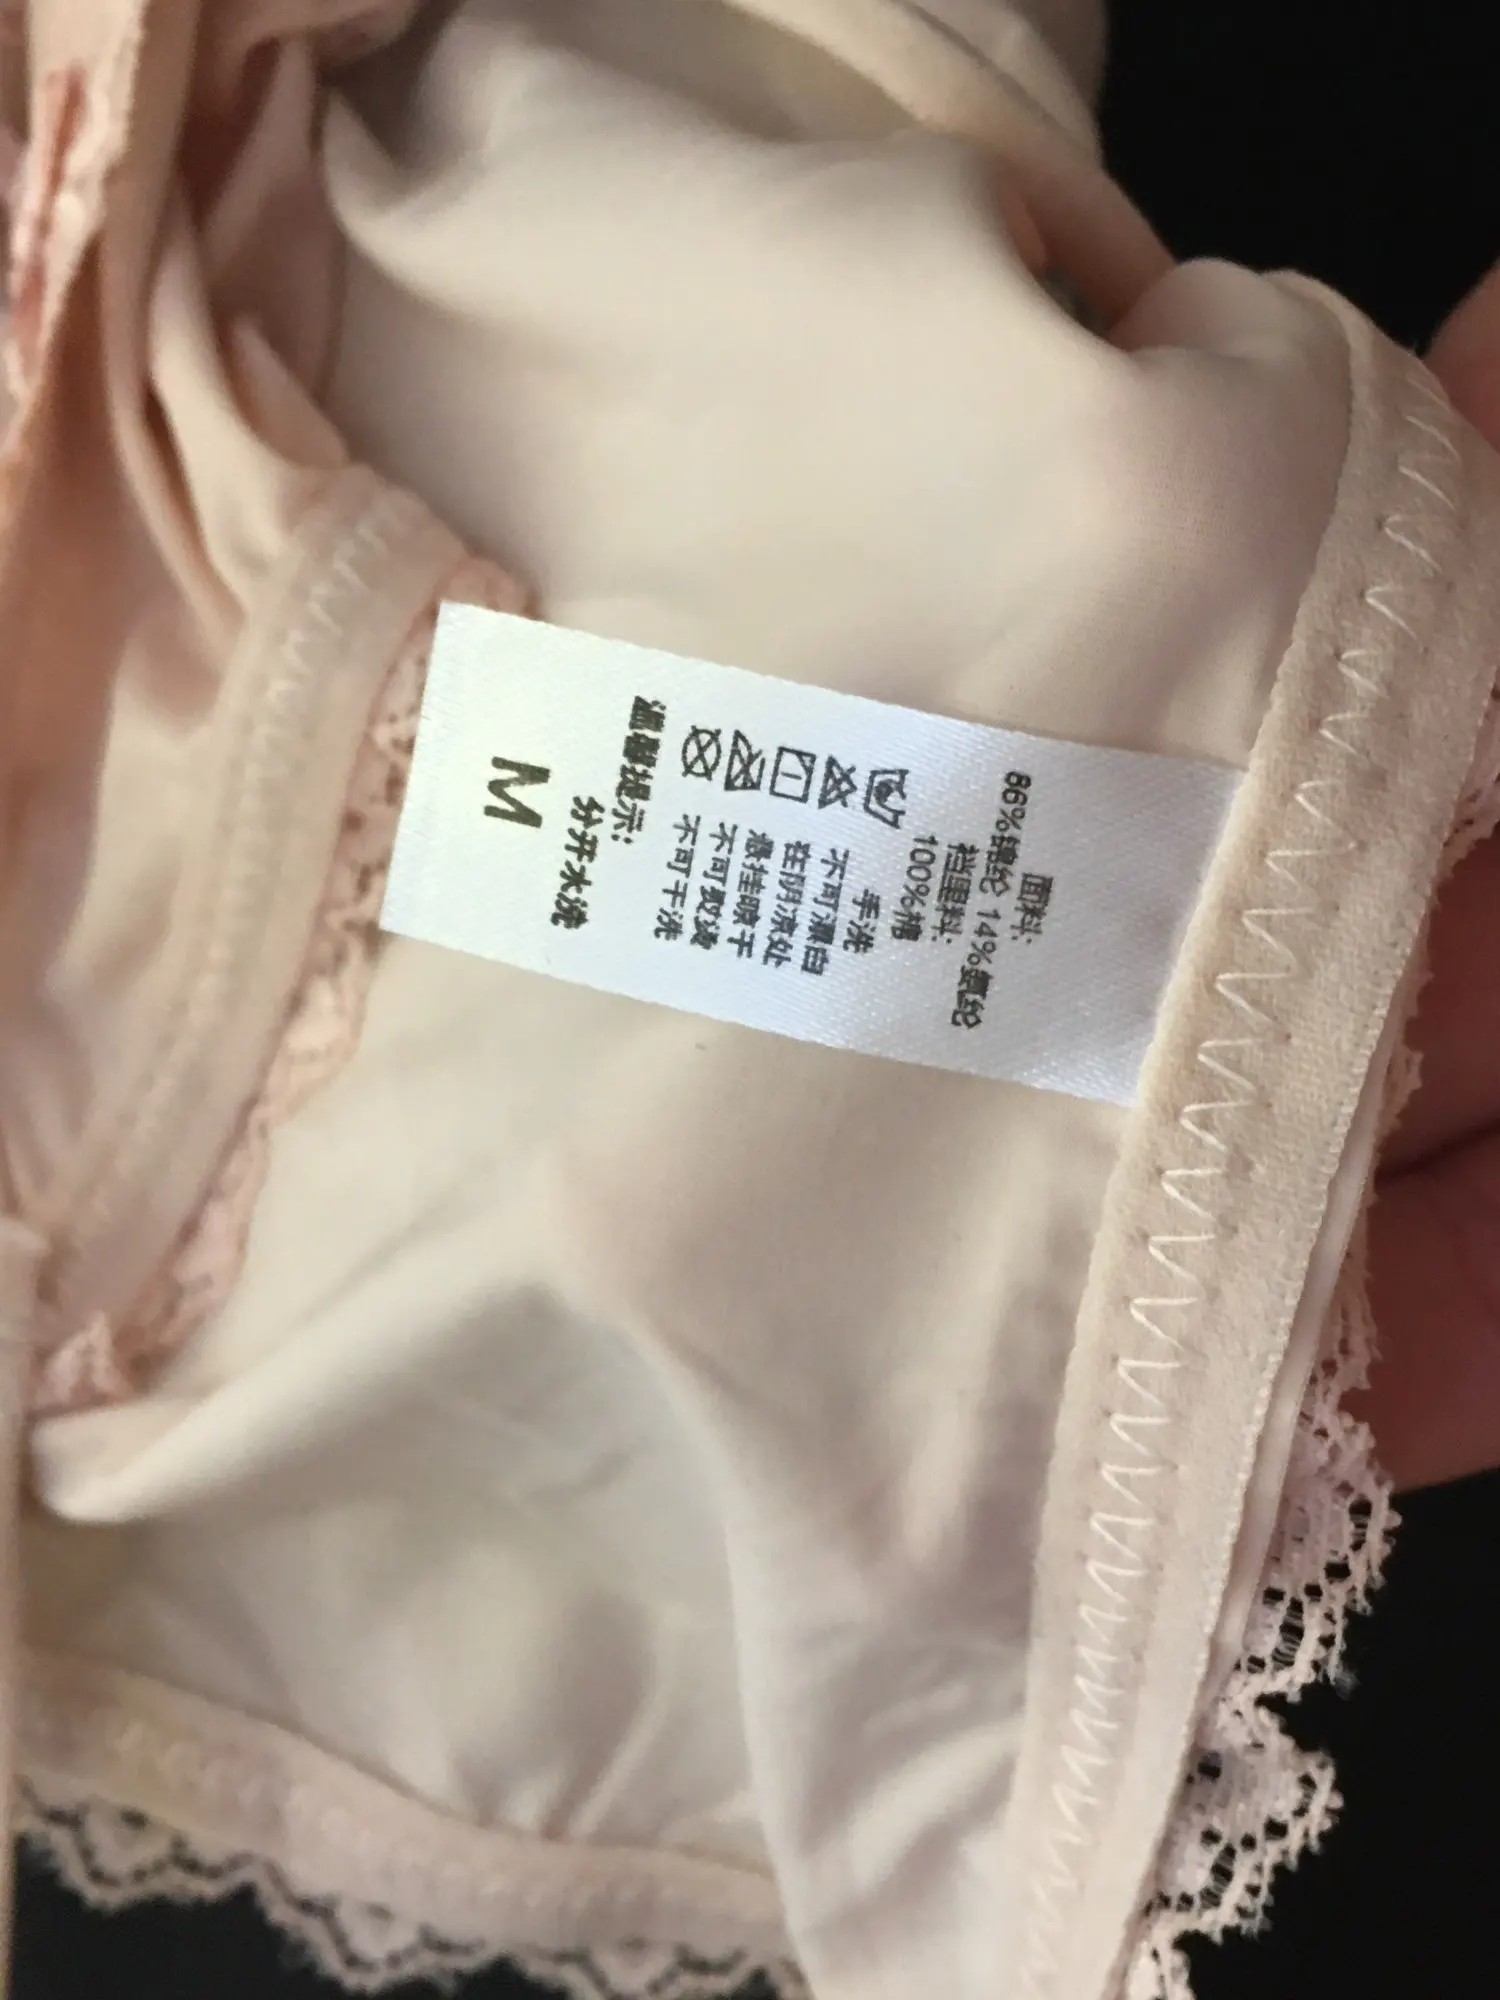 面料:
86%锦纶 14%氨纶
裆里料:
100%棉
手洗
不可漂白
在阴凉处
悬挂晾干
不可熨烫
不可干洗
温馨提示:
分开水洗
M